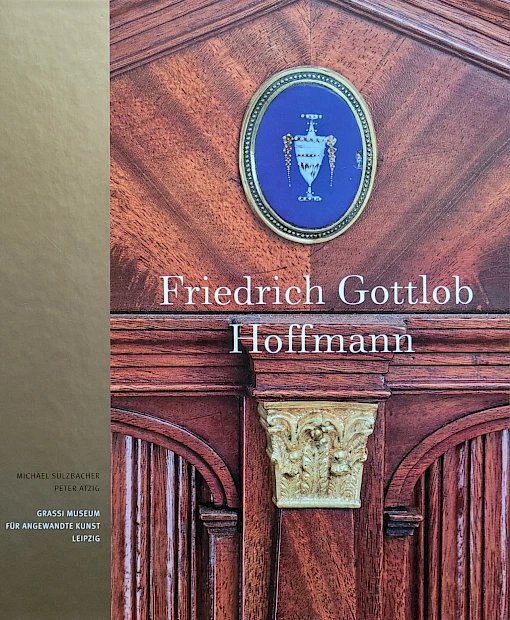 Friedrich Gottlob
Hoffmann
MICHAEL SULZBACHER
PETER ATZIG
GRASSI MUSEUM
FÜR ANGEWANDTE KUNST
LEIPZIG